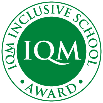 IQM INCLUSIVE SCHOOL
IQM
• AWARD •